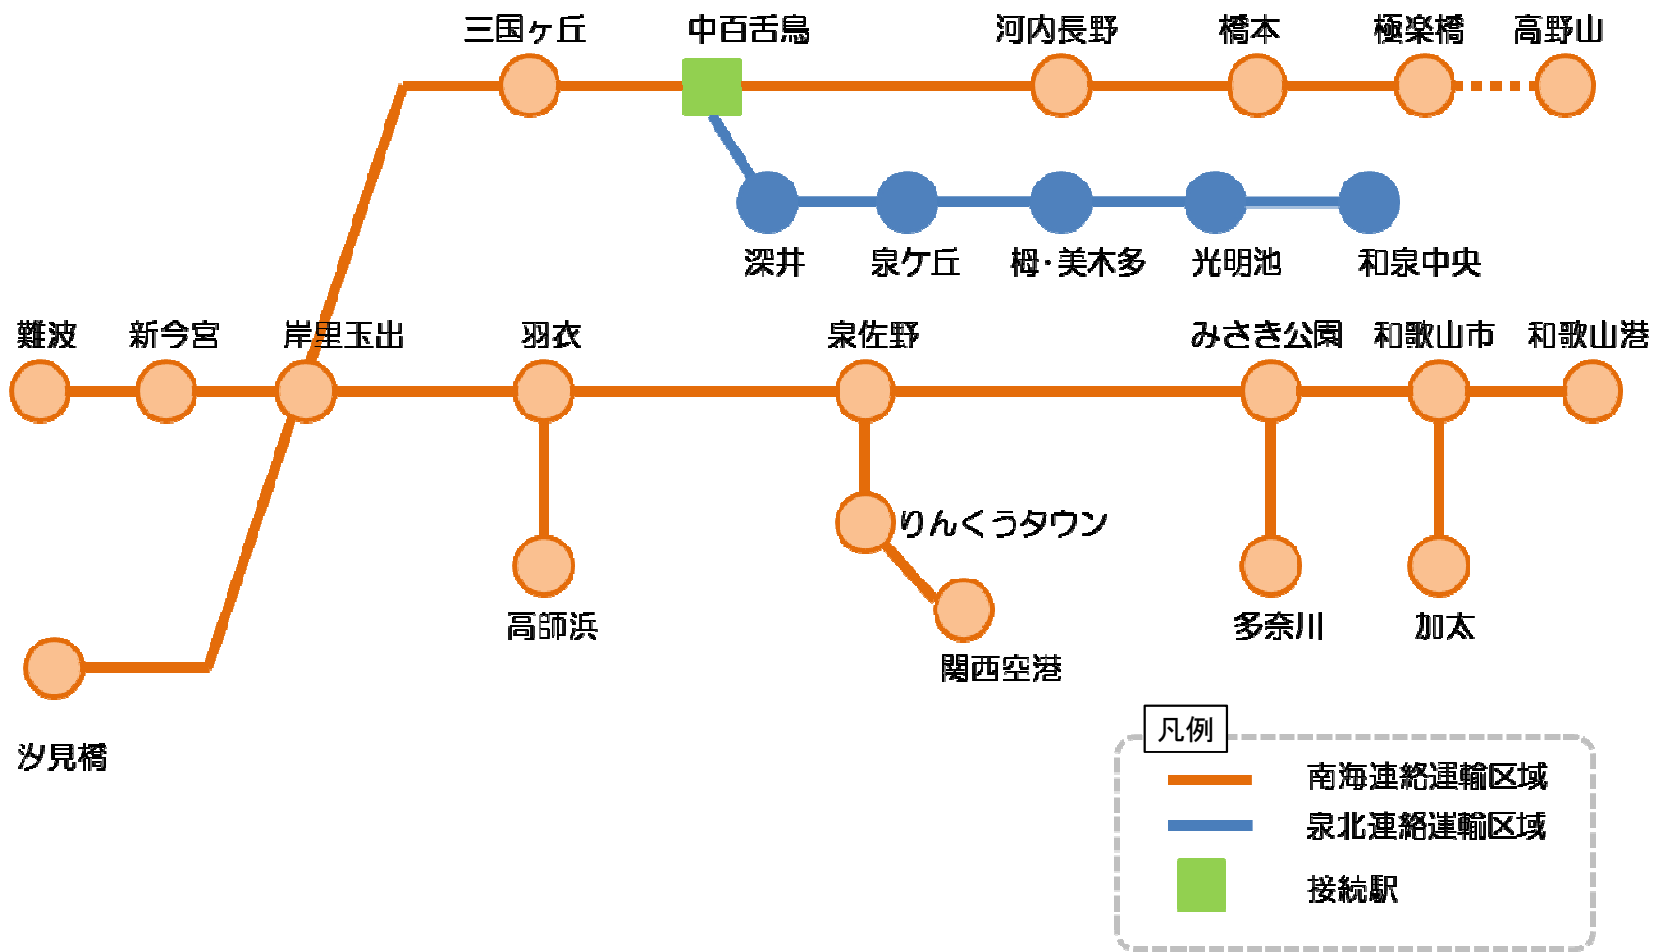 三国ヶ丘
中百舌鳥
河内長野
橋本
極楽橋
高野山
深井
泉ケ丘
栂・美木多
光明池
和泉中央
難波
新今宮
岸里玉出
羽衣
泉佐野
みさき公園
和歌山市
和歌山港
りんくうタウン
高師浜
多奈川
加太
関西空港
汐見橋
凡例
南海連絡運輸区域
泉北連絡運輸区域
接続駅